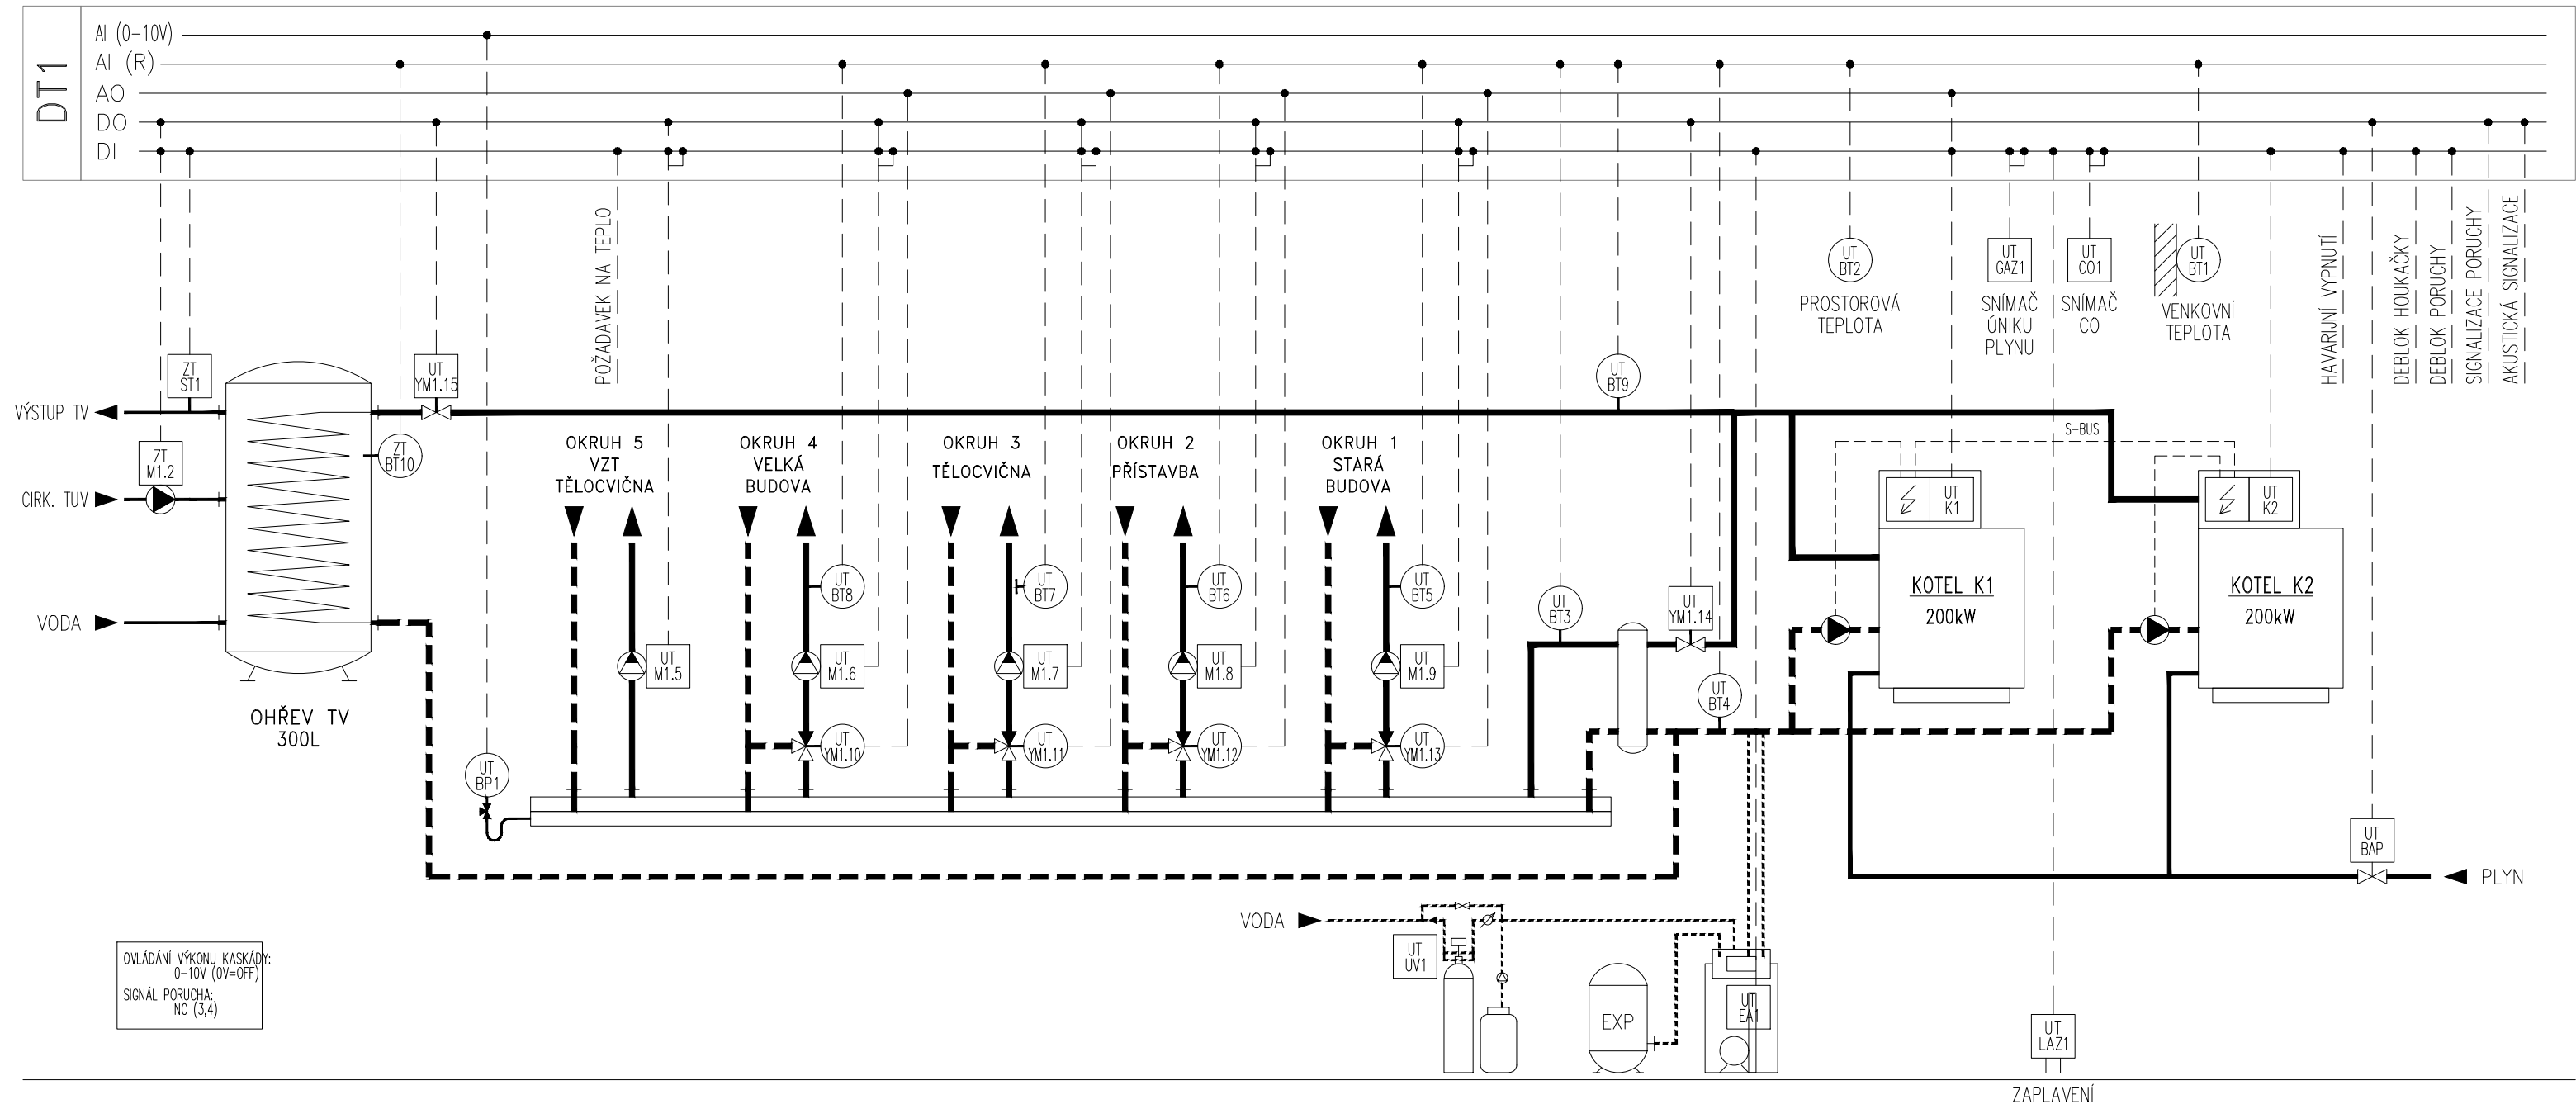 DT1
AI (0-10V)
AI (R)
AO
DO
DI
POŽADAVEK NA TEPLO
UT
BT2
PROSTOROVÁ
TEPLOTA
UT
GAZ1
SNÍMAČ
ÚNIKU
PLYNU
UT
CO1
SNÍMAČ
CO
UT
BT1
VENKOVNÍ
TEPLOTA
HAVARIJNÍ VYPNUTÍ
DEBLOK HOUKAČKY
DEBLOK PORUCHY
SIGNALIZACE PORUCHY
AKUSTICKÁ SIGNALIZACE
ZT
ST1
UT
YM1.15
UT
BT9
VÝSTUP TV
ZT
M1.2
ZT
BT10
CIRK. TUV
VODA
OHŘEV TV
300L
OKRUH 5
VZT
TĚLOCVIČNA
OKRUH 4
VELKÁ
BUDOVA
OKRUH 3
TĚLOCVIČNA
OKRUH 2
PŘÍSTAVBA
OKRUH 1
STARÁ
BUDOVA
S-BUS
UT
K1
UT
K2
KOTEL K1
200kW
KOTEL K2
200kW
UT
BT8
UT
BT7
UT
BT6
UT
BT5
UT
BT3
UT
YM1.14
UT
M1.5
UT
M1.6
UT
M1.7
UT
M1.8
UT
M1.9
UT
BT4
UT
YM1.10
UT
YM1.11
UT
YM1.12
UT
YM1.13
UT
BP1
UT
BAP
PLYN
VODA
UT
UV1
EXP
UT
EA1
UT
LAZ1
ZAPLAVENÍ
OVLÁDÁNÍ VÝKONU KASKÁDY:
0-10V (0V=OFF)
SIGNÁL PORUCHA:
NC (3,4)